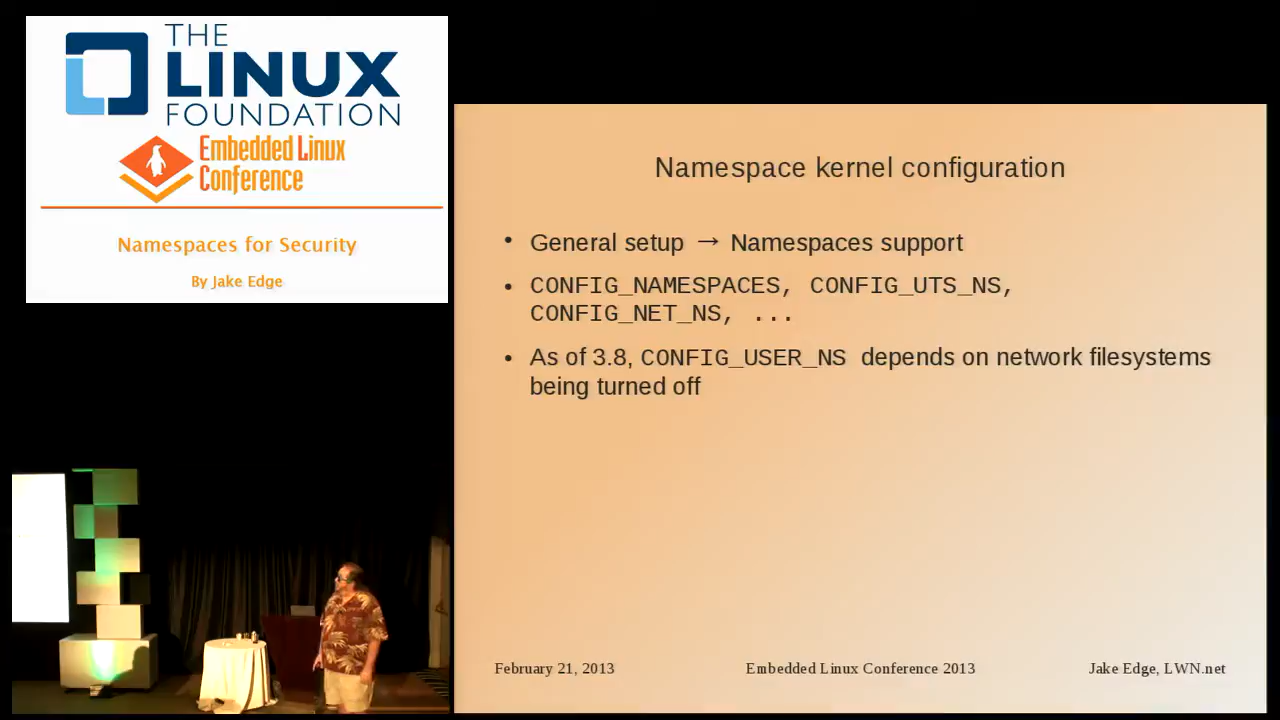 THE
LINUX
FOUNDATION
Embedded Linux
Conference
Namespaces for Security
By Jake Edge
Namespace kernel configuration
• General setup → Namespaces support
• CONFIG_NAMESPACES, CONFIG_UTS_NS,
CONFIG_NET_NS, ...
• As of 3.8, CONFIG_USER_NS depends on network filesystems
being turned off
February 21, 2013
Embedded Linux Conference 2013
Jake Edge, LWN.net